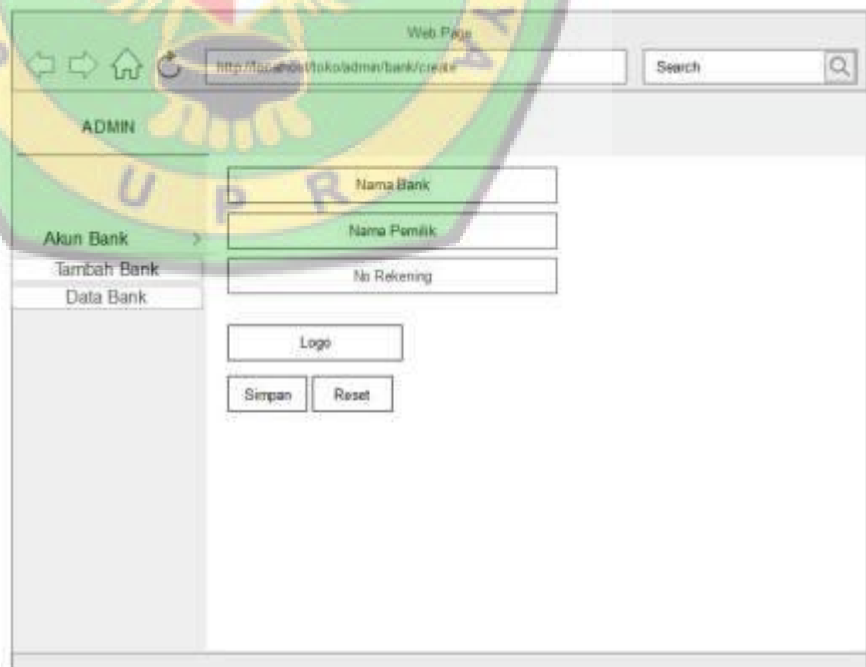 Web Page
http://localhost/toko/admin/bank/create
Search
ADMIN
U P R
YA
Nama Bank
Akun Bank >
Nama Pemilik
Tambah Bank
No Rekening
Data Bank
Logo
Simpan
Reset